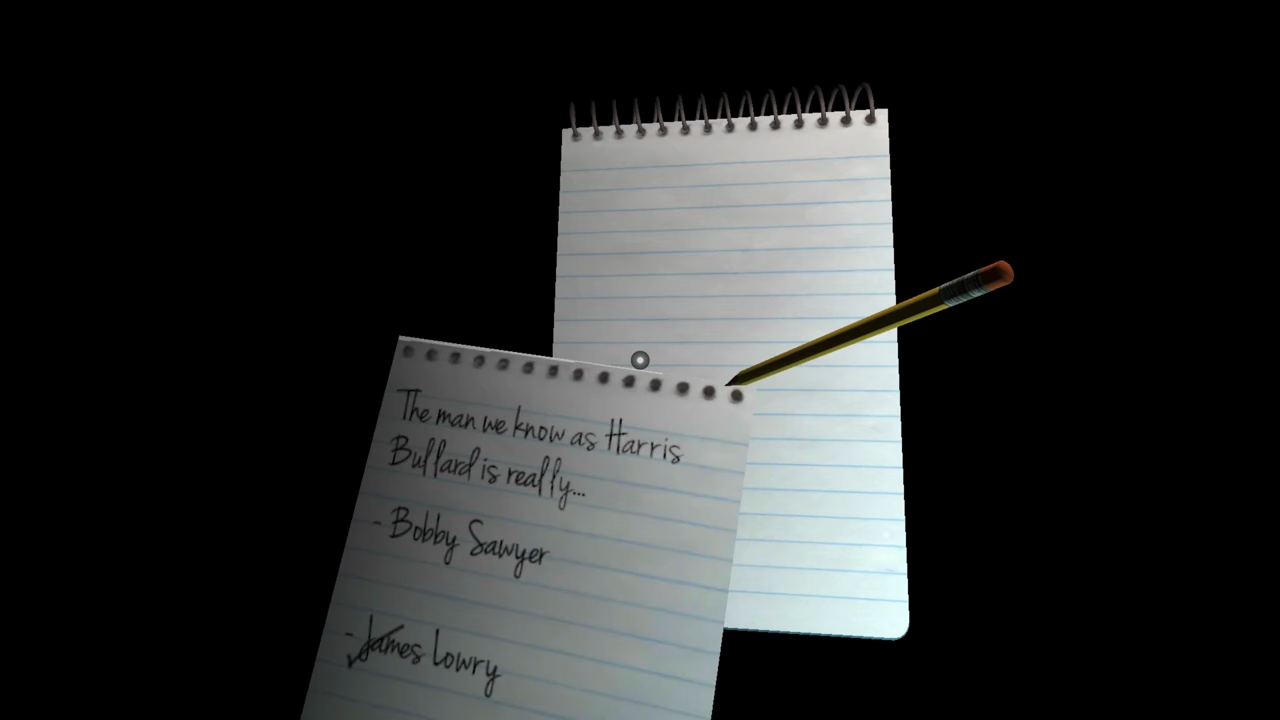 The man we know as Harris
Bullard is really...
- Bobby Sawyer
- James Lowry